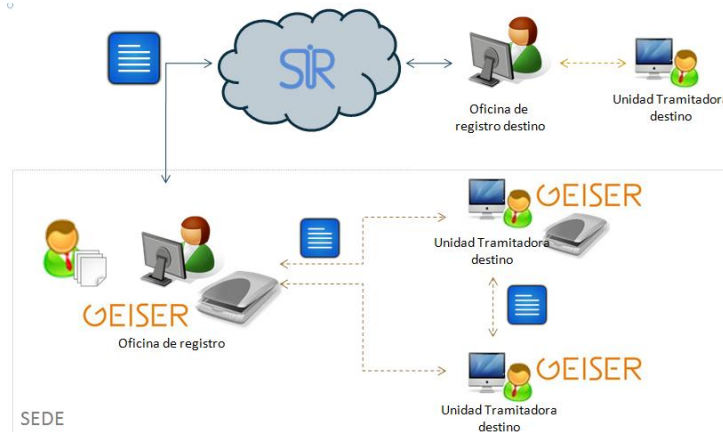 SIR
Oficina de
registro destino
Unidad Tramitadora
destino
GEISER
Unidad Tramitadora
destino
GEISER
Oficina de registro
GEISER
Unidad Tramitadora
destino
SEDE